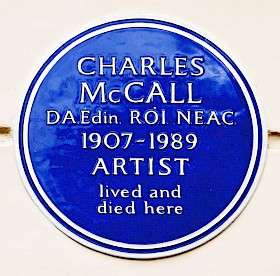 CHARLES
McCALL
DA.Edin. ROI NEAC.
1907-1989
ARTIST
lived and
died here